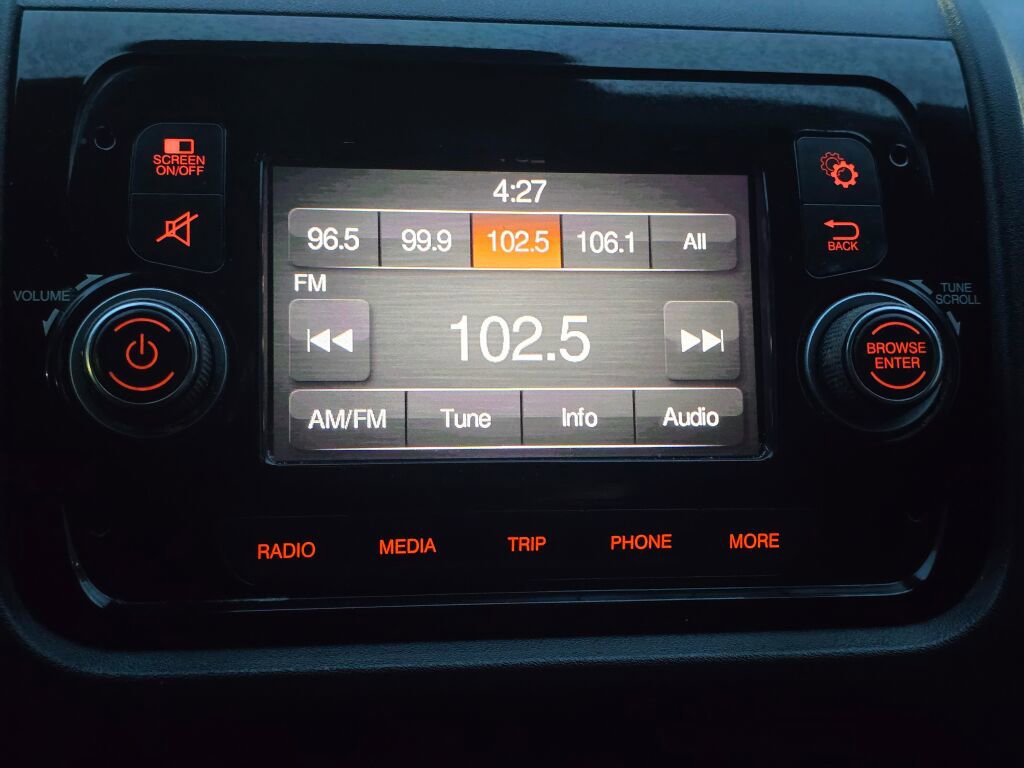 SCREEN
ON/OFF
4:27
96.5 99.9 102.5 106.1 All
BACK
FM
VOLUME
TUNE
SCROLL
102.5
BROWSE
ENTER
AM/FM Tune Info Audio
RADIO MEDIA TRIP PHONE MORE